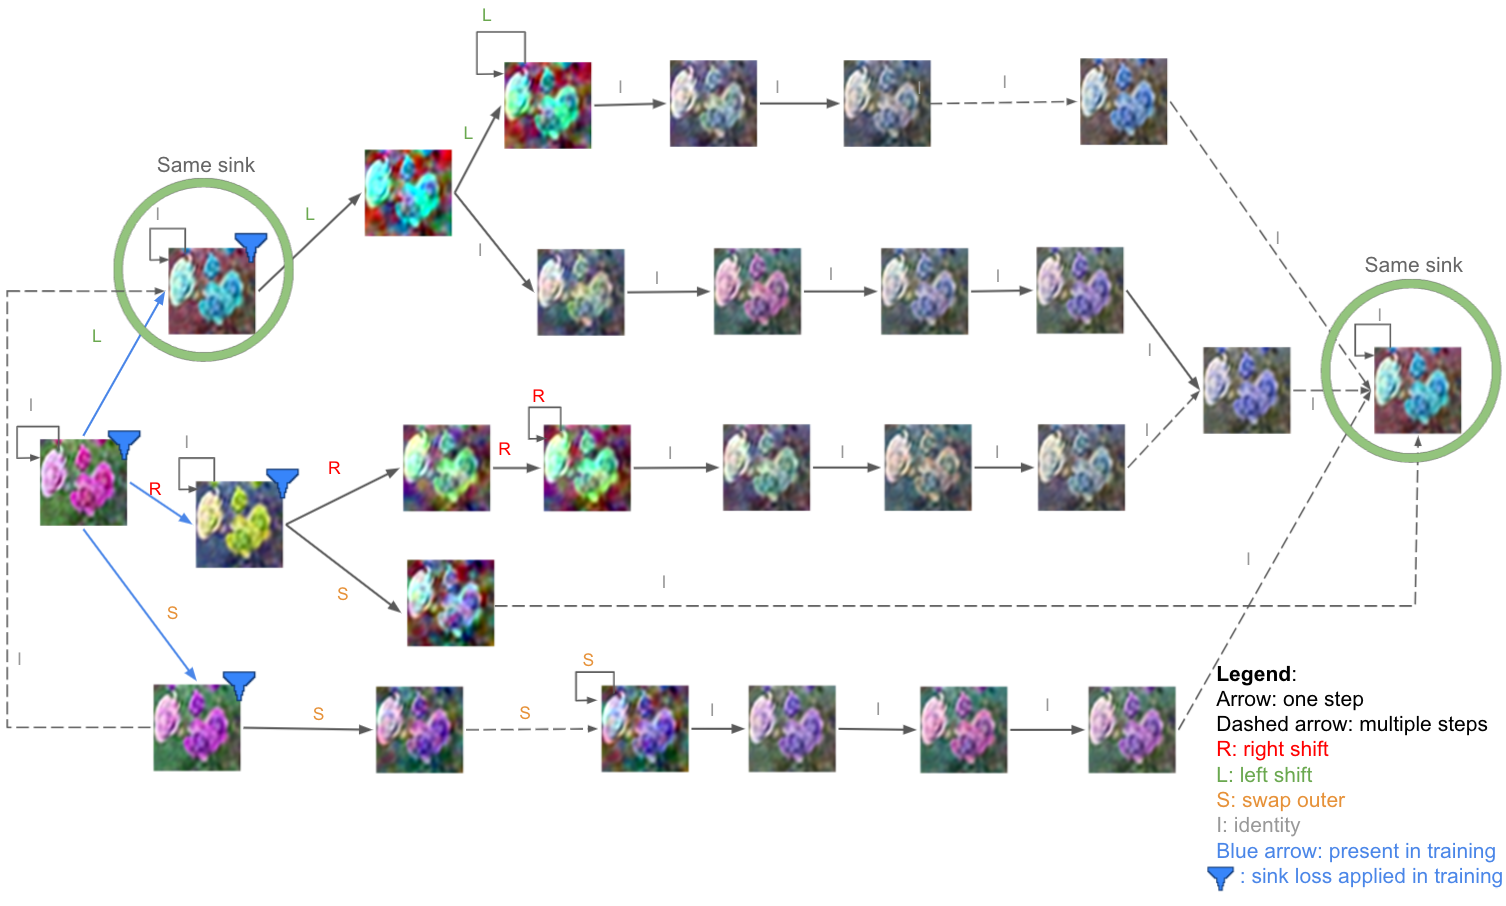 L
I
I
I
L
Same sink
I
L
I
I
I
I
I
Same sink
I
L
I
I
R
R
I
R
R
I
I
I
I
I
I
S
S
I
S
S
S
I
I
I
Legend:
Arrow: one step
Dashed arrow: multiple steps
R: right shift
L: left shift
S: swap outer
I: identity
Blue arrow: present in training
: sink loss applied in training